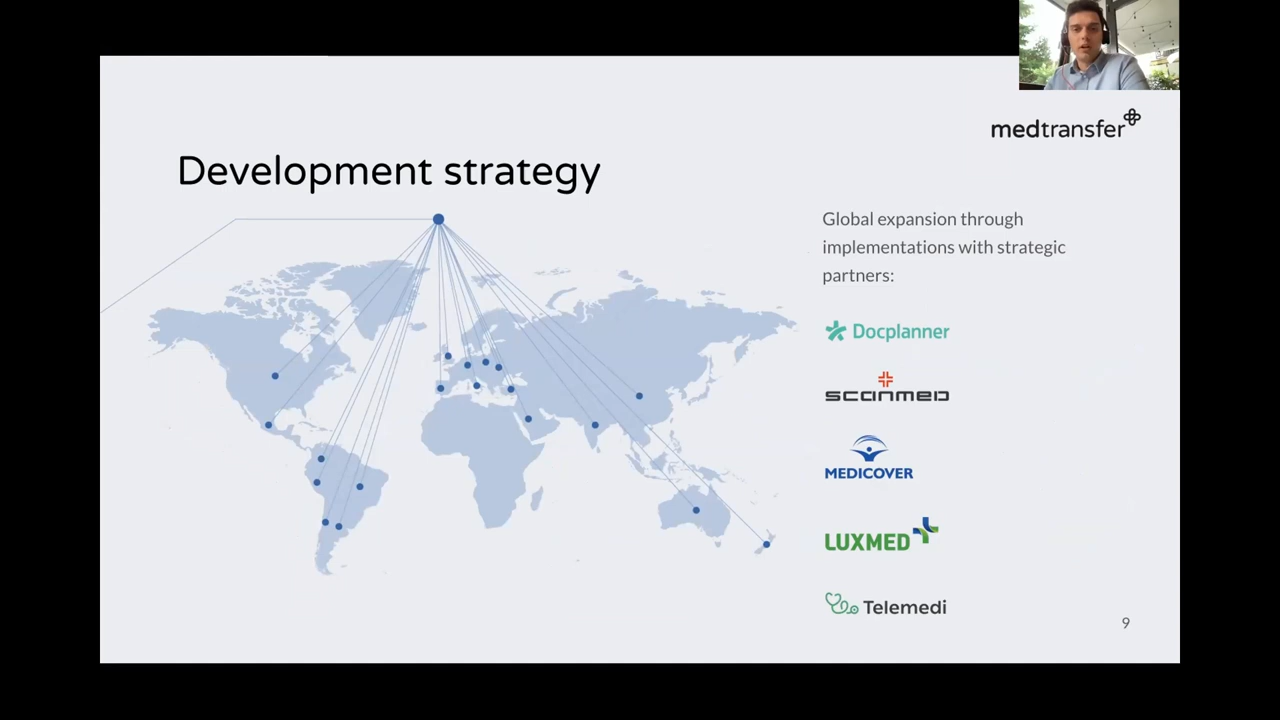 medtransfer
Development strategy
Global expansion through
implementations with strategic
partners:
Docplanner
scanmed
MEDICOVER
LUXMED
Telemedi
9